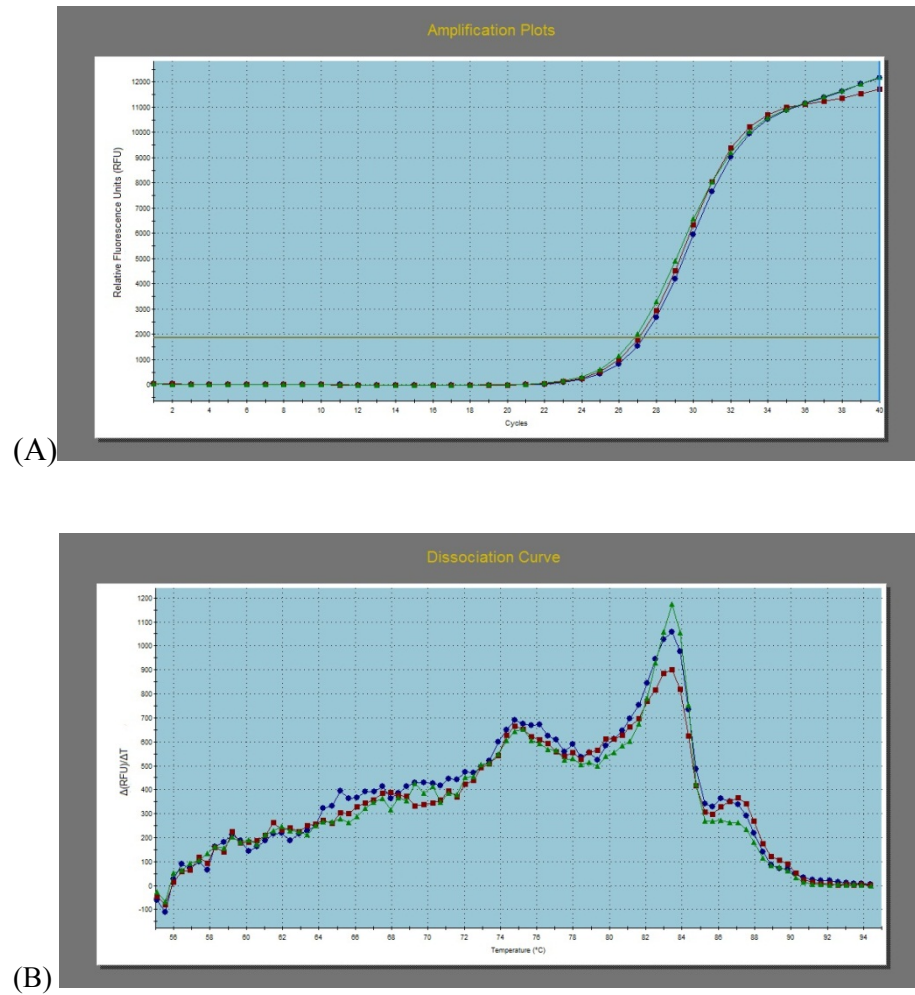 Amplification Plots
Relative Fluorescence Units (RFU)
12000
11000
10000
9000
8000
7000
6000
5000
4000
3000
2000
1000
0
2 4 6 8 10 12 14 16 18 20 22 24 26 28 30 32 34 36 38 40
Cycles
(A)
Dissociation Curve
Δ(RFU)/ΔT
1200
1100
1000
900
800
700
600
500
400
300
200
100
0
-100
56 58 60 62 64 66 68 70 72 74 76 78 80 82 84 86 88 90 92 94
Temperature (°C)
(B)